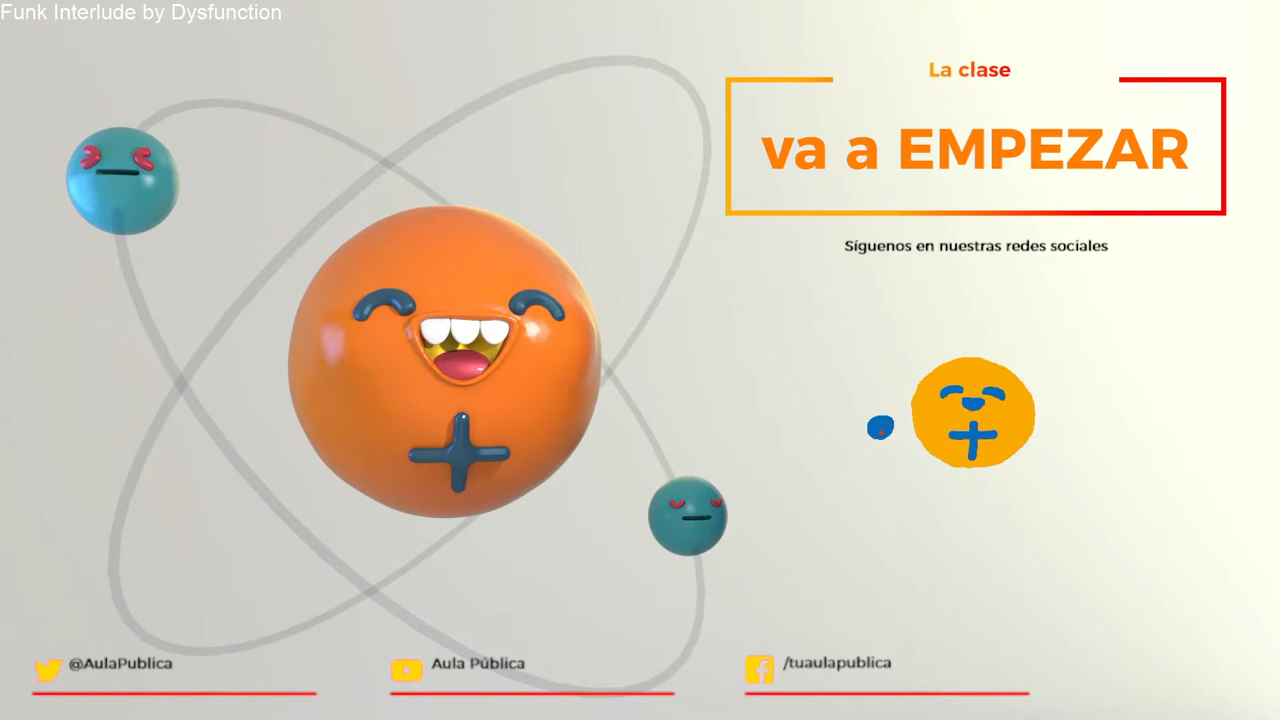 Funk Interlude by Dysfunction
La clase
va a EMPEZAR
Síguenos en nuestras redes sociales
@AulaPublica
Aula Pública
/tuaulapublica